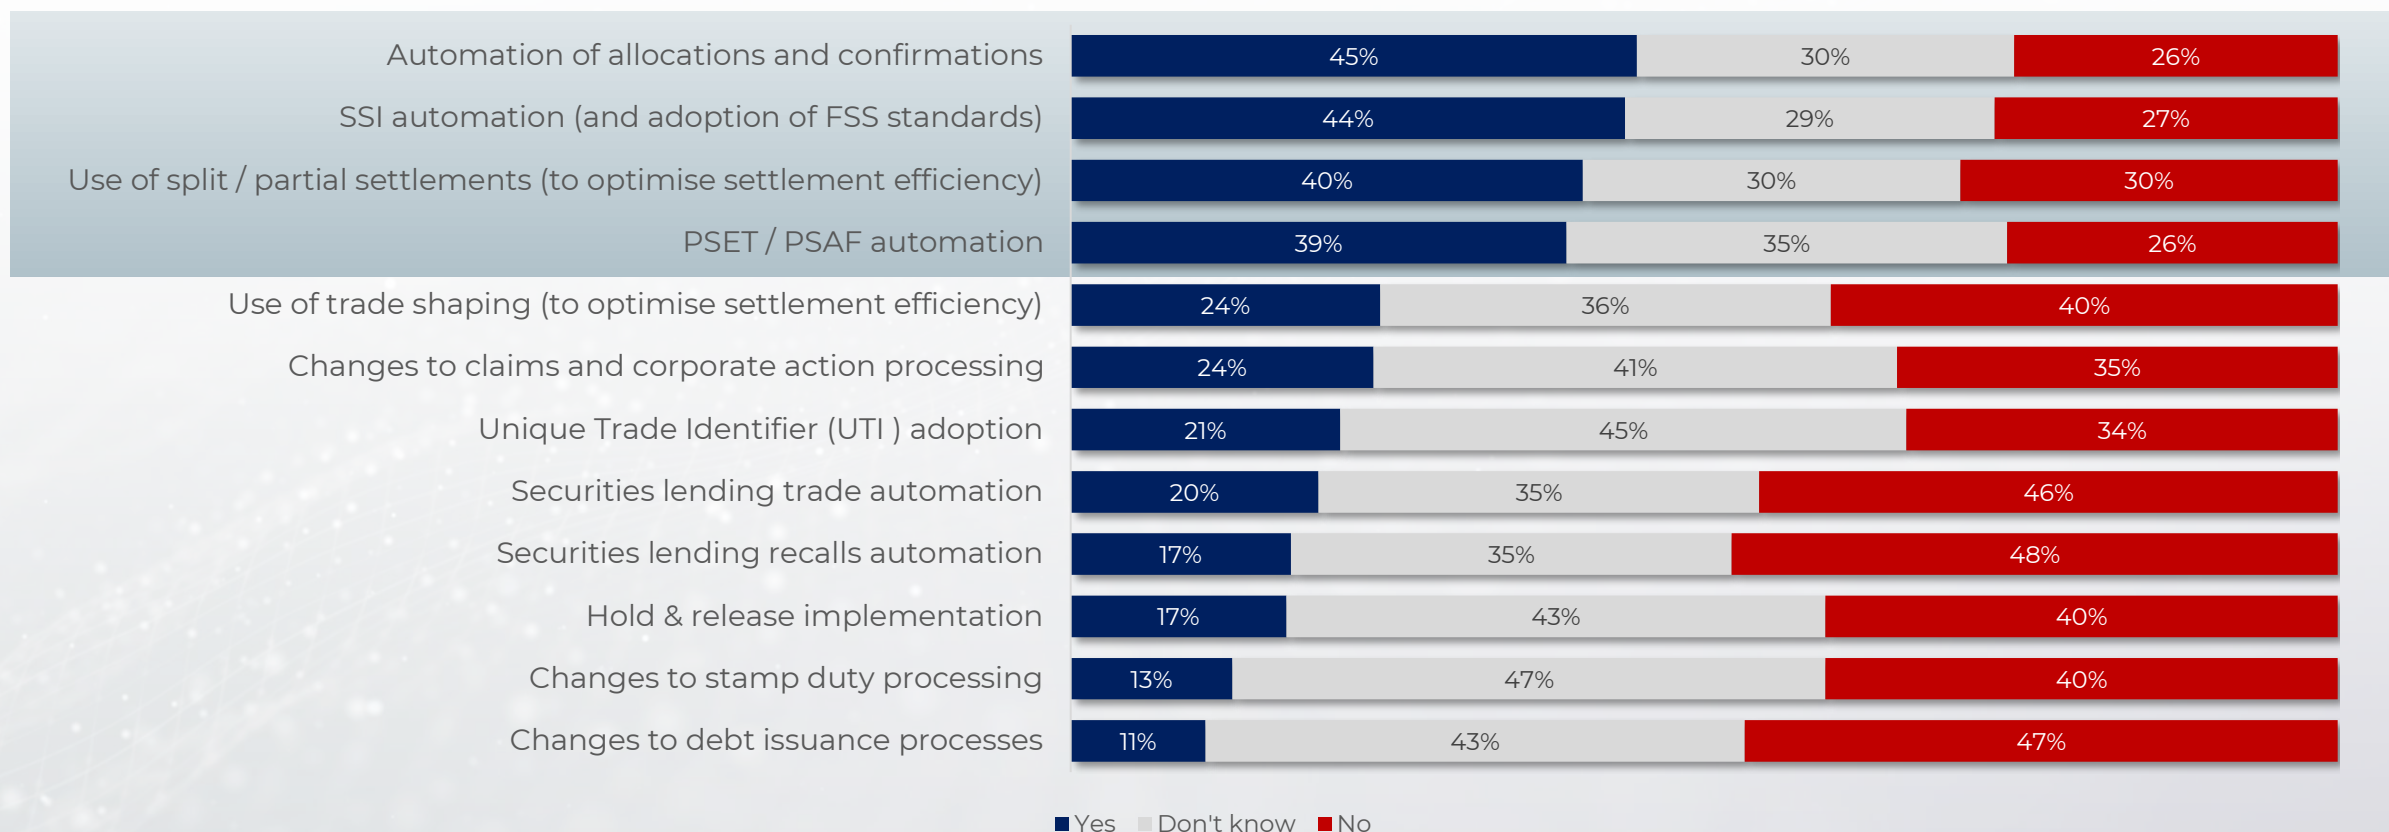 Automation of allocations and confirmations 45% 30% 26%
SSI automation (and adoption of FSS standards) 44% 29% 27%
Use of split / partial settlements (to optimise settlement efficiency) 40% 30% 30%
PSET / PSAF automation 39% 35% 26%
Use of trade shaping (to optimise settlement efficiency) 24% 36% 40%
Changes to claims and corporate action processing 24% 41% 35%
Unique Trade Identifier (UTI ) adoption 21% 45% 34%
Securities lending trade automation 20% 35% 46%
Securities lending recalls automation 17% 35% 48%
Hold & release implementation 17% 43% 40%
Changes to stamp duty processing 13% 47% 40%
Changes to debt issuance processes 11% 43% 47%
Yes Don't know No